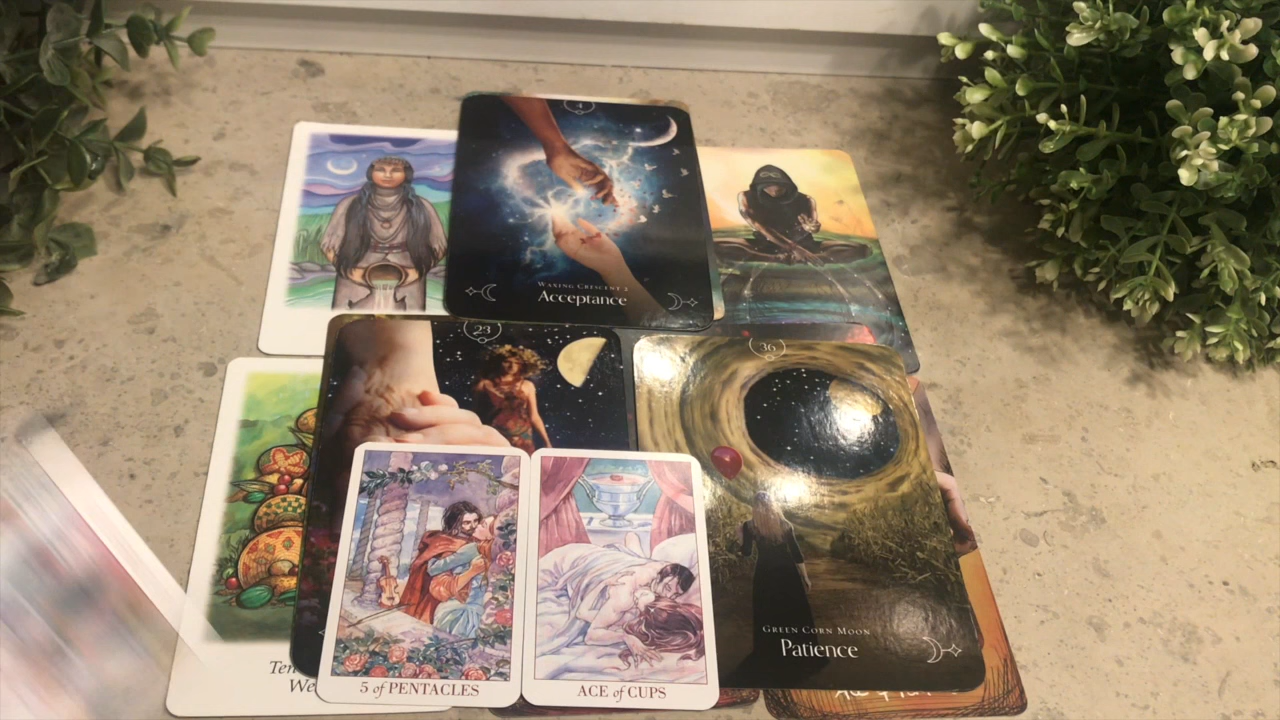 4
WAXING CRESCENT 2
Acceptance
23
36
GREEN CORN MOON
Patience
5 of PENTACLES
ACE of CUPS